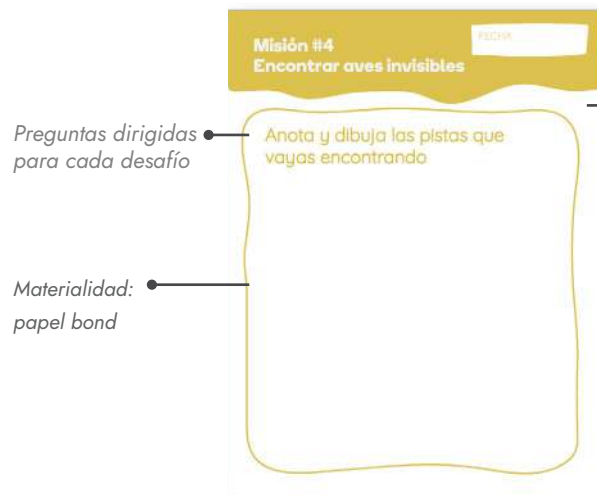 FECHA
Misión #4
Encontrar aves invisibles
Preguntas dirigidas
para cada desafío
Anota y dibuja las pistas que
vayas encontrando
Materialidad:
papel bond